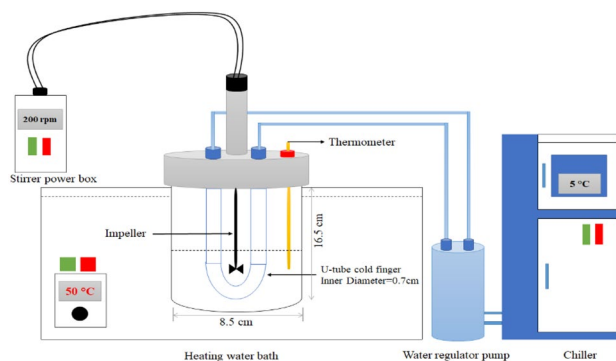 200 rpm
Stirrer power box
Thermometer
5 °C
Impeller
16.5 cm
U-tube cold finger
Inner Diameter=0.7cm
50 °C
8.5 cm
Heating water bath
Water regulator pump
Chiller